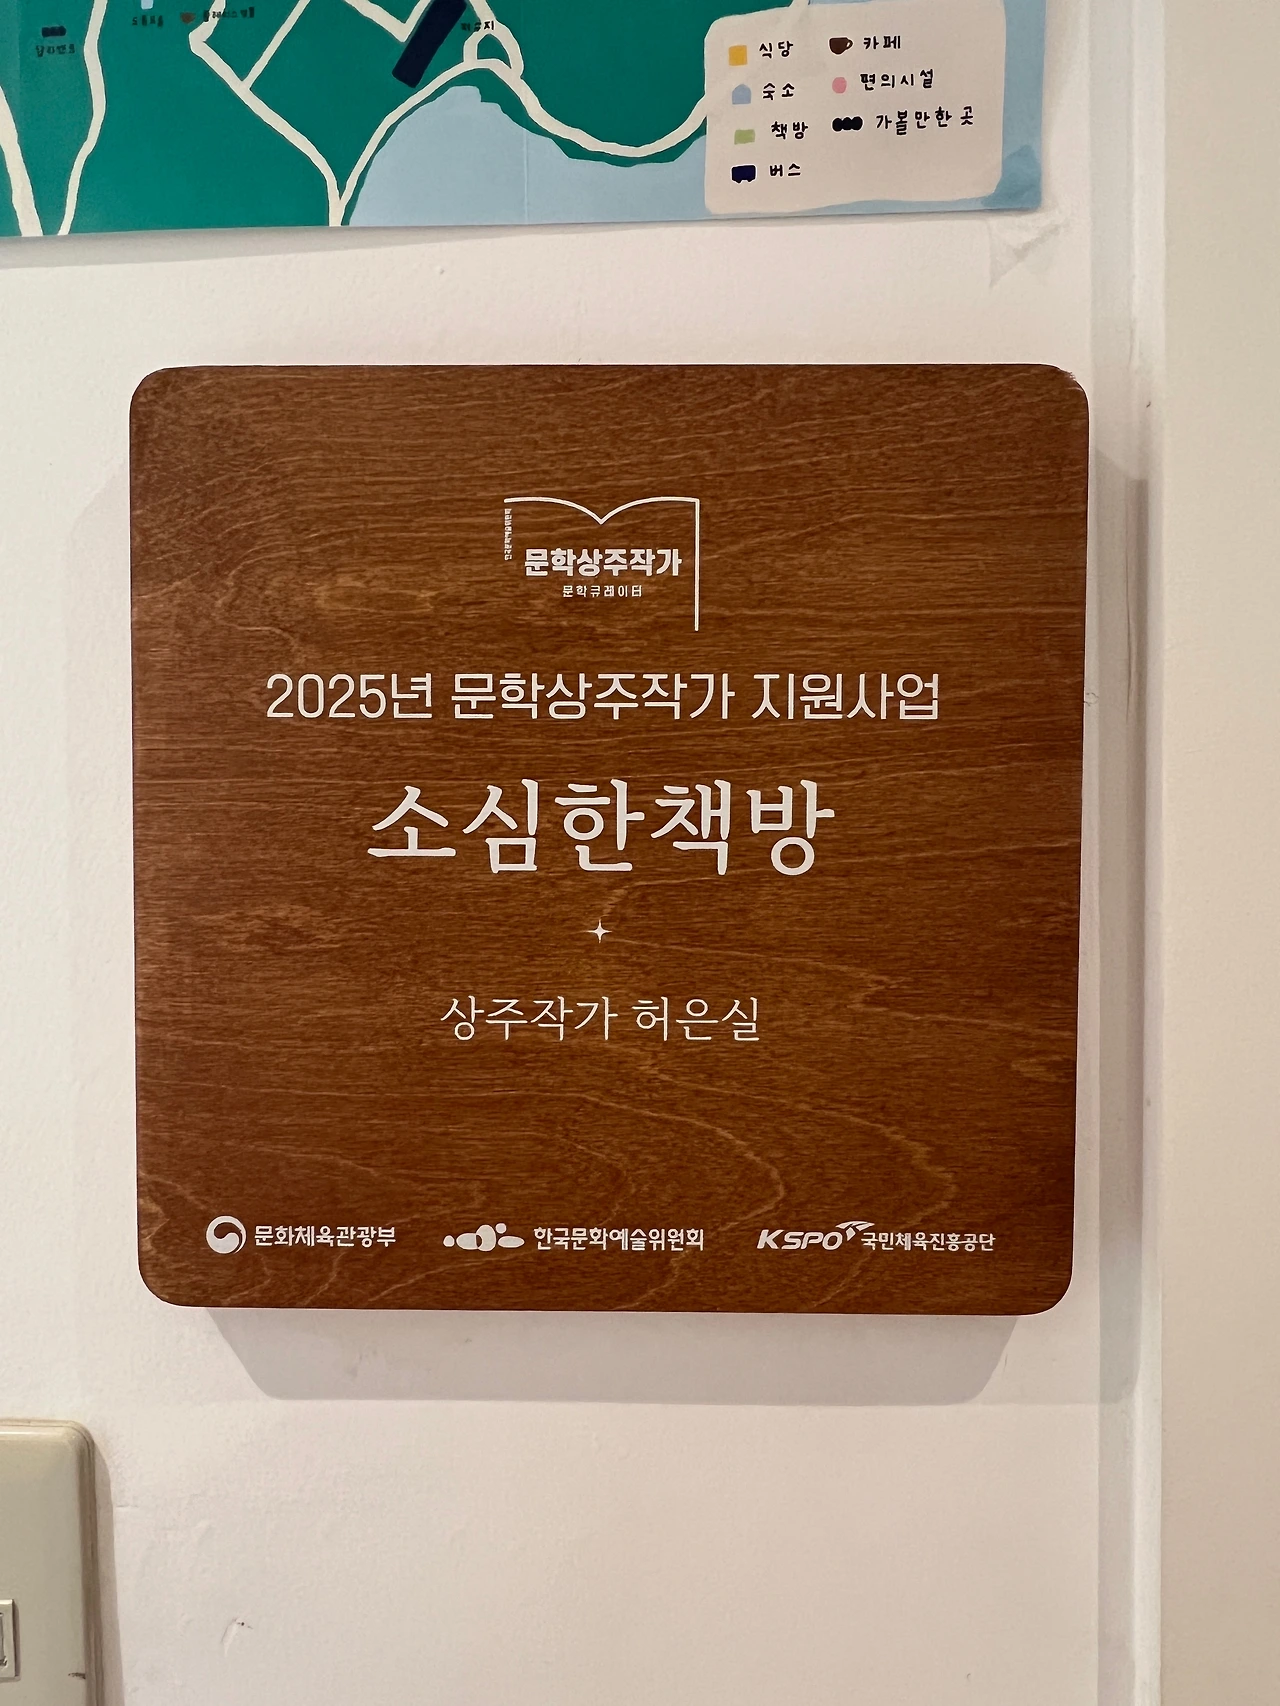 식당
카페
숙소
편의시설
책방
가볼만한 곳
버스
문학상주작가
문학큐레이터
2025년 문학상주작가 지원사업
소심한책방
상주작가 허은실
문화체육관광부
한국문화예술위원회
KSPO 국민체육진흥공단